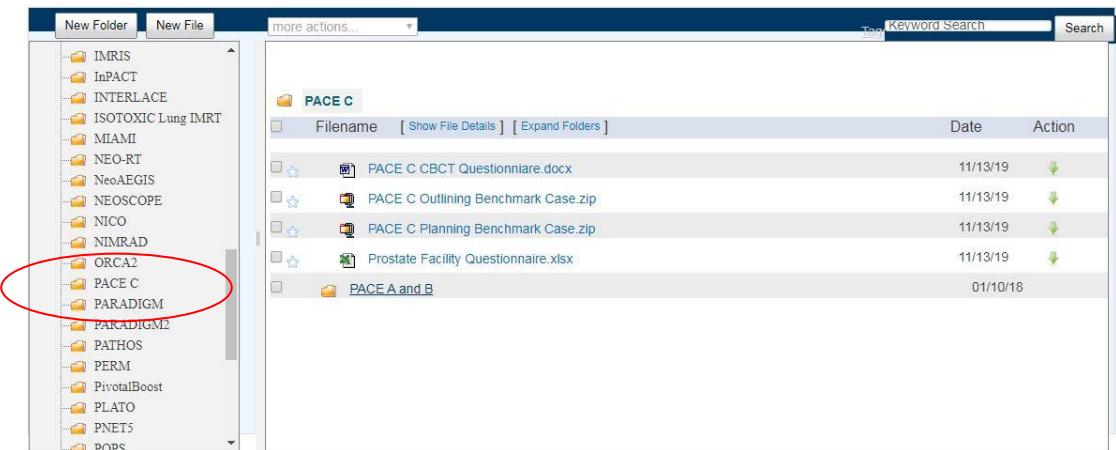 New Folder New File more actions... Tag Keyword Search Search
IMRIS
InPACT
INTERLACE
ISOTOXIC Lung IMRT
MIAMI
NEO-RT
NeoAEGIS
NEOSCOPE
NICO
NIMRAD
ORCA2
PACE C
PARADIGM
PARADIGM2
PATHOS
PERM
PivotalBoost
PLATO
PNET5
POPS
PACE C
Filename [ Show File Details ] [ Expand Folders ] Date Action
PACE C CBCT Questionniare.docx 11/13/19
PACE C Outlining Benchmark Case.zip 11/13/19
PACE C Planning Benchmark Case.zip 11/13/19
Prostate Facility Questionnaire.xlsx 11/13/19
PACE A and B 01/10/18